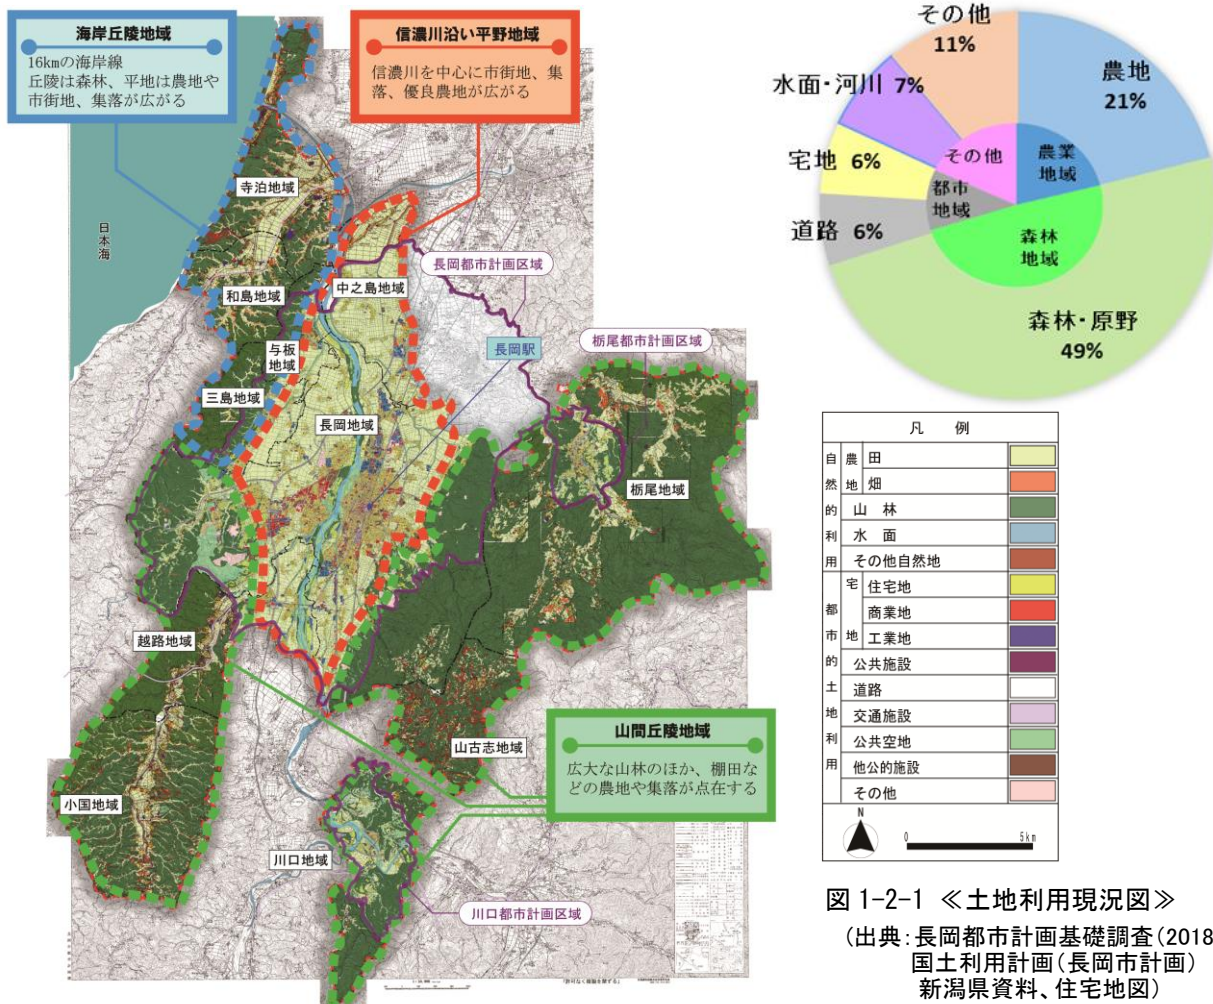 海岸丘陵地域
16kmの海岸線
丘陵は森林、平地は農地や
市街地、集落が広がる
信濃川沿い平野地域
信濃川を中心に市街地、集
落、優良農地が広がる
日本海
寺泊地域
和島地域
与板
地域
三島地域
中之島地域
長岡都市計画区域
長岡駅
栃尾都市計画区域
長岡地域
栃尾地域
越路地域
小国地域
山古志地域
川口地域
川口都市計画区域
山間丘陵地域
広大な山林のほか、棚田な
どの農地や集落が点在する
その他
11%
農地
21%
水面・河川 7%
宅地 6%
道路 6%
森林・原野
49%
その他
農業
地域
都市
地域
森林
地域
凡 例
自然的利用
農地
田
畑
山 林
水 面
その他自然地
都市的土地利用
宅地
住宅地
商業地
工業地
公共施設
道路
交通施設
公共空地
他公的施設
その他
N
0 5km
図 1-2-1 ≪土地利用現況図≫
(出典:長岡都市計画基礎調査(2018
国土利用計画(長岡市計画)
新潟県資料、住宅地図)